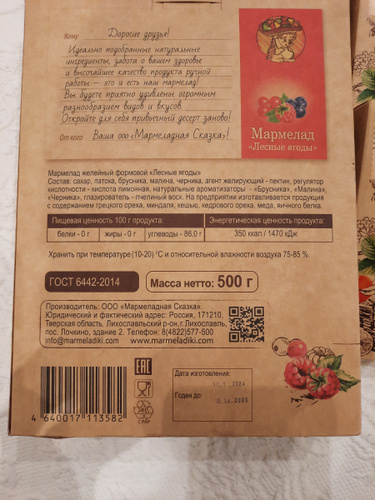 Кому
Дорогие друзья!
Идеально подобранные натуральные
ингредиенты, забота о вашем здоровье
и высочайшее качество продукта ручной
работы – это и есть наш мармелад!
Вы будете приятно удивлены огромным
разнообразием видов и вкусов.
Откройте для себя привычный десерт заново!
От кого Ваша ооо «Мармеладная Сказка»!
Мармелад
«Лесные ягоды»
Мармелад желейный формовой «Лесные ягоды»
Состав: сахар, патока, брусника, малина, черника, агент желирующий - пектин, регулятор
кислотности - кислота лимонная, натуральные ароматизаторы - «Брусника», «Малина»,
«Черника», глазирователь - «пчелиный воск». На предприятии изготавливается продукция
с содержанием грецкого ореха, миндаля, кешью, кедрового ореха, меда, яичного белка.
Пищевая ценность 100 г продукта:
Энергетическая ценность:
белки - 0 г жиры - 0 г углеводы - 86.0 г
350 ккал / 1470 кДж
Хранить при температуре (10-20) °С и относительной влажности воздуха 75-85 %.
ГОСТ 6442-2014
Масса нетто: 500 г
Производитель: ООО «Мармеладная Сказка».
Юридический и фактический адрес: Россия, 171210,
Тверская область, Лихославльский р-он, г. Лихославль,
пос. Лочкино, здание 2. Телефон: 8(4822)577-500
info@marmeladiki.com www.marmeladiki.com
EAC
Дата изготовления:
Годен до
4 640017 113582